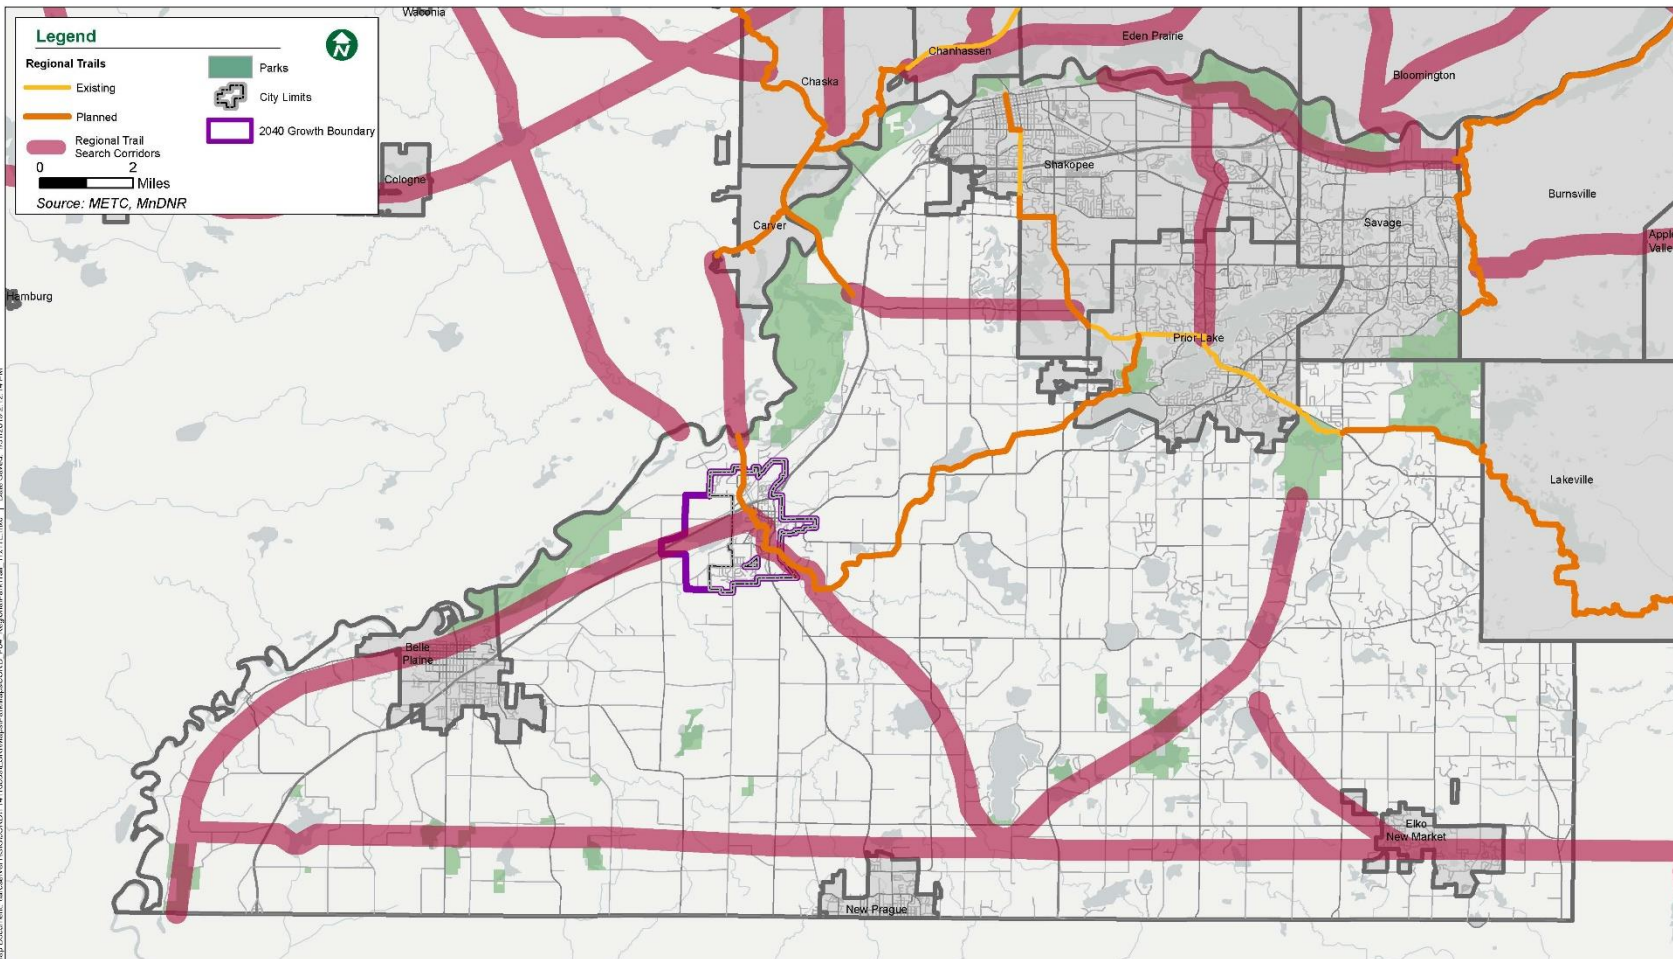 Legend
N
Regional Trails
Existing
Planned
Regional Trail
Search Corridors
Parks
City Limits
2040 Growth Boundary
0 2
Miles
Source: METC, MnDNR
Waconia
Chanhassen
Eden Prairie
Bloomington
Chaska
Cologne
Shakopee
Burnsville
Savage
Carver
Apple
Valle
Hamburg
Prior Lake
Lakeville
Belle
Plaine
Elko
New Market
New Prague